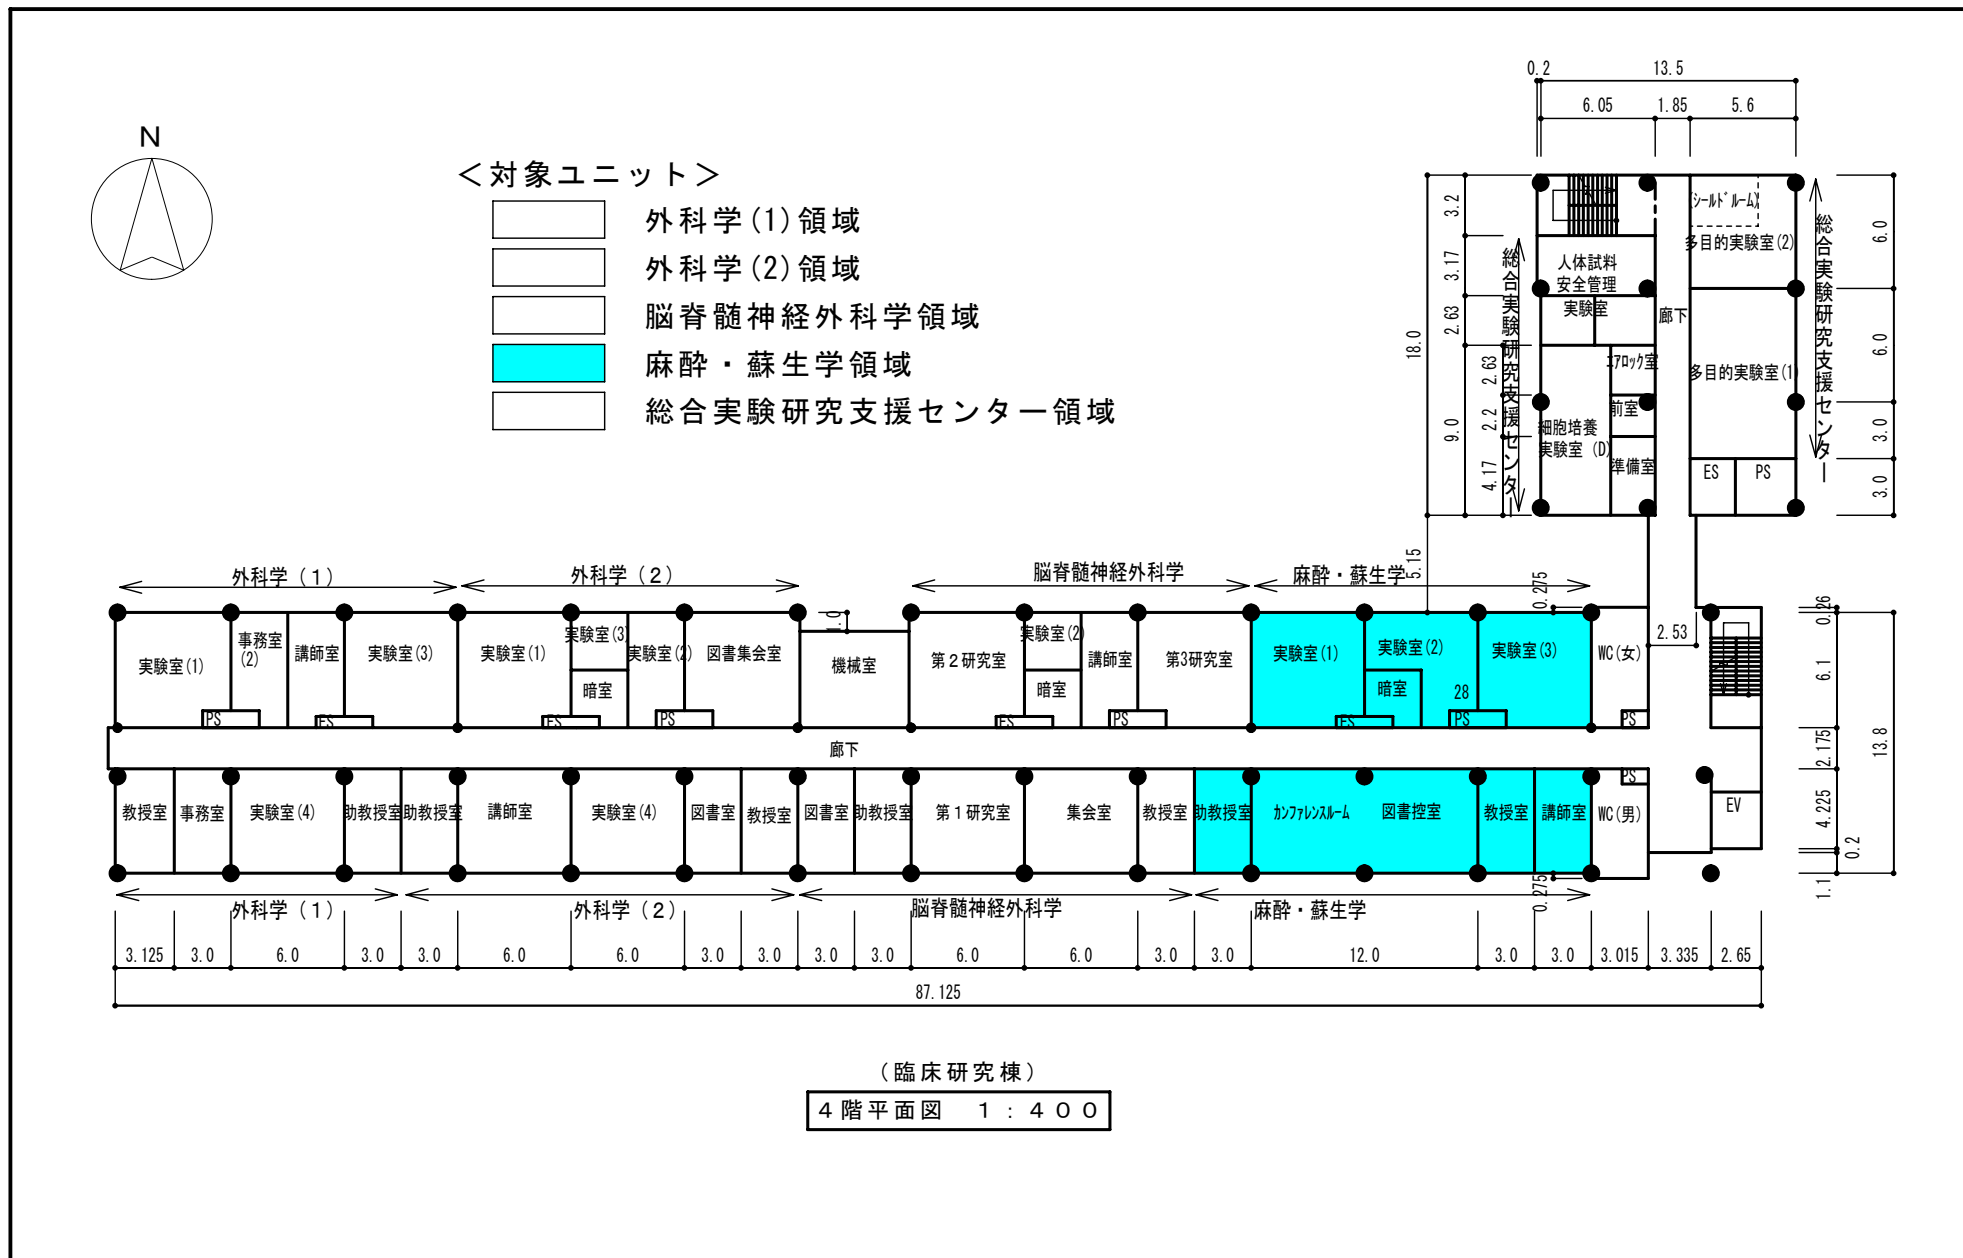 N
＜対象ユニット＞
外科学(1)領域
外科学(2)領域
脳脊髄神経外科学領域
麻酔・蘇生学領域
総合実験研究支援センター領域
0.2
13.5
6.05
1.85
5.6
18.0
3.2
3.17
2.63
9.0
2.63
2.2
4.17
5.15
総合実験研究支援センター
人体試料
安全管理
実験室
廊下
エアロック室
前室
細胞培養
実験室 (D)
準備室
(シールドルーム)
多目的実験室(2)
多目的実験室(1)
ES
PS
総合実験研究支援センター
6.0
6.0
3.0
3.0
外科学（1）
外科学（2）
脳脊髄神経外科学
麻酔・蘇生学
1.0
0.275
2.53
0.26
6.1
2.175
4.225
0.2
1.1
13.8
実験室(1)
事務室
(2)
講師室
実験室(3)
PS
ES
実験室(1)
実験室(3)
暗室
実験室(2)
図書集会室
ES
PS
機械室
第２研究室
実験室(2)
暗室
講師室
第3研究室
ES
PS
実験室(1)
実験室(2)
暗室
28
実験室(3)
ES
PS
WC(女)
PS
廊下
教授室
事務室
実験室(4)
助教授室
助教授室
講師室
実験室(4)
図書室
教授室
図書室
助教授室
第１研究室
集会室
教授室
助教授室
カンファレンスルーム
図書控室
教授室
講師室
WC(男)
PS
EV
0.275
外科学（1）
外科学（2）
脳脊髄神経外科学
麻酔・蘇生学
3.125
3.0
6.0
3.0
3.0
6.0
6.0
3.0
3.0
3.0
3.0
6.0
6.0
3.0
3.0
12.0
3.0
3.0
3.015
3.335
2.65
87.125
（臨床研究棟）
４階平面図　１：４００